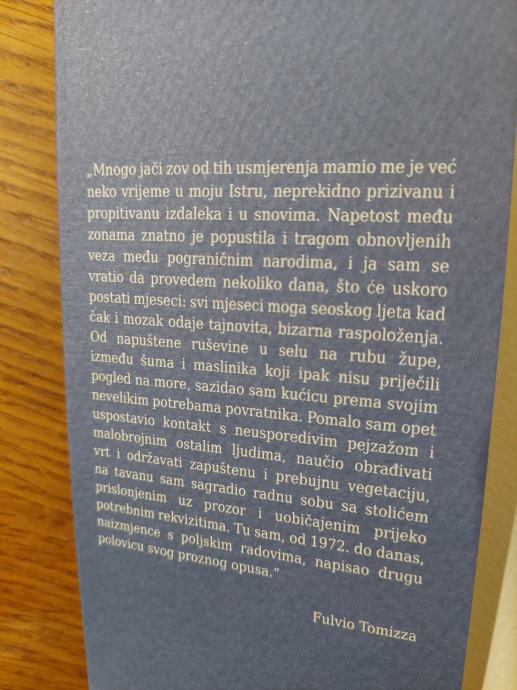 „Mnogo jači zov od tih usmjerenja mamio me je već
neko vrijeme u moju Istru, neprekidno prizivanu i
propitivanu izdaleka i u snovima. Napetost među
zonama znatno je popustila i tragom obnovljenih
veza među pograničnim narodima, i ja sam se
vratio da provedem nekoliko dana, što će uskoro
postati mjeseci: svi mjeseci moga seoskog ljeta kad
čak i mozak odaje tajnovita, bizarna raspoloženja.
Od napuštene ruševine u selu na rubu župe,
između šuma i maslinika koji ipak nisu priječili
pogled na more, sazidao sam kućicu prema svojim
nevelikim potrebama povratnika. Pomalo sam opet
uspostavio kontakt s neusporedivim pejzažom i
malobrojnim ostalim ljudima, naučio obrađivati
vrt i održavati zapuštenu i prebujnu vegetaciju,
na tavanu sam sagradio radnu sobu sa stolićem
prislonjenim uz prozor i uobičajenim prijeko
potrebnim rekvizitima. Tu sam, od 1972. do danas,
naizmjence s poljskim radovima, napisao drugu
polovicu svog proznog opusa.“
Fulvio Tomizza